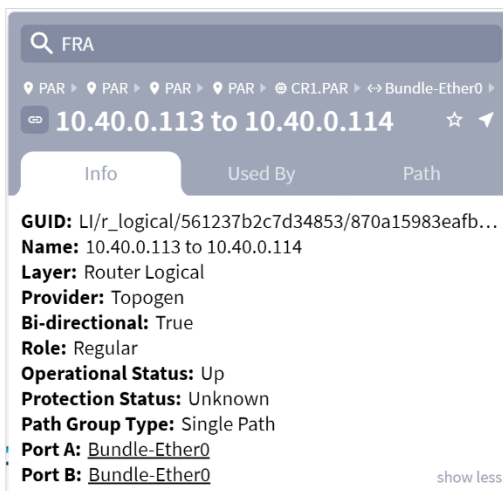 FRA
PAR PAR PAR PAR CR1.PAR Bundle-Ether0
10.40.0.113 to 10.40.0.114
Info Used By Path
GUID: LI/r_logical/561237b2c7d34853/870a15983eafb...
Name: 10.40.0.113 to 10.40.0.114
Layer: Router Logical
Provider: Topogen
Bi-directional: True
Role: Regular
Operational Status: Up
Protection Status: Unknown
Path Group Type: Single Path
Port A: Bundle-Ether0
Port B: Bundle-Ether0 show less